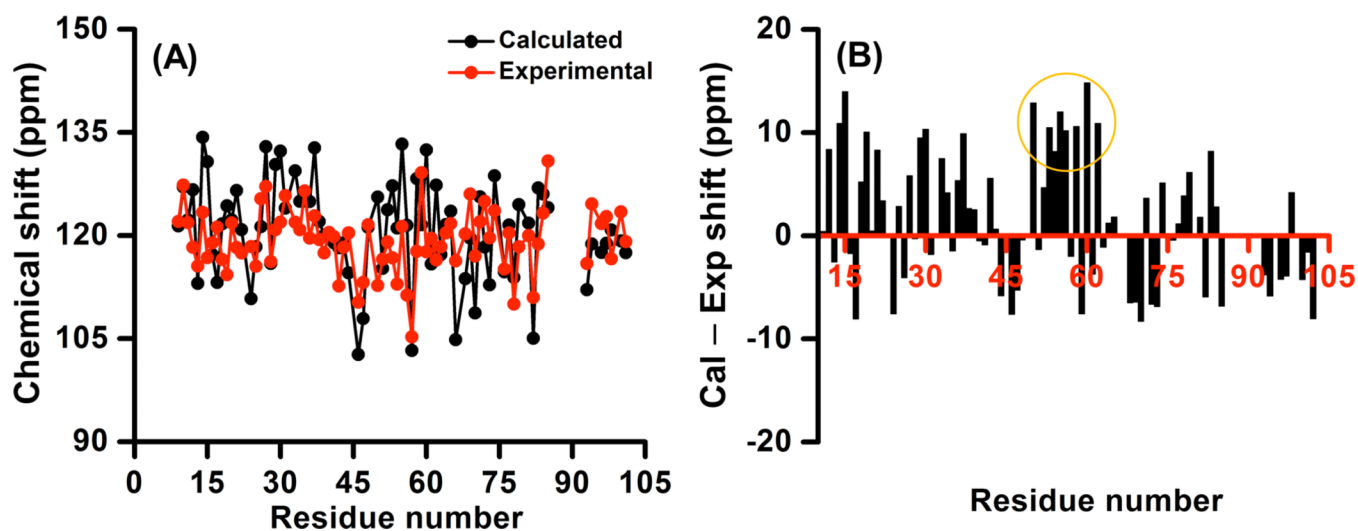 (A)
Calculated
Experimental
Chemical shift (ppm)
150
135
120
105
90
0 15 30 45 60 75 90 105
Residue number
(B)
Cal – Exp shift (ppm)
20
10
0
-10
-20
15 30 45 60 75 90 105
Residue number